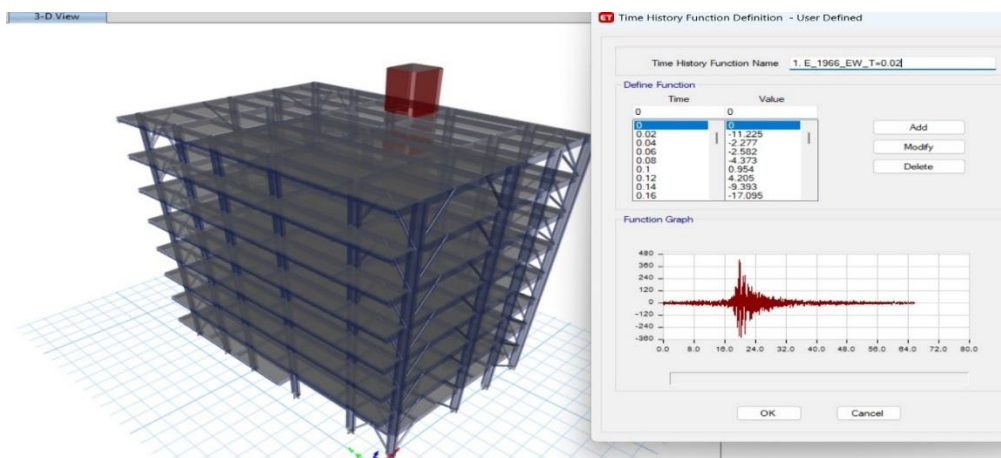 3-D View
ET Time History Function Definition - User Defined
Time History Function Name 1. E_1966_EW_T=0.02
Define Function
Time Value
0 0
0 0
0.02 -11.225
0.04 -2.277
0.06 -2.582
0.08 -4.373
0.1 0.954
0.12 4.205
0.14 -9.393
0.16 -17.095
Add
Modify
Delete
Function Graph
480
360
240
120
0
-120
-240
-360
0.0 8.0 16.0 24.0 32.0 40.0 48.0 56.0 64.0 72.0 80.0
OK Cancel